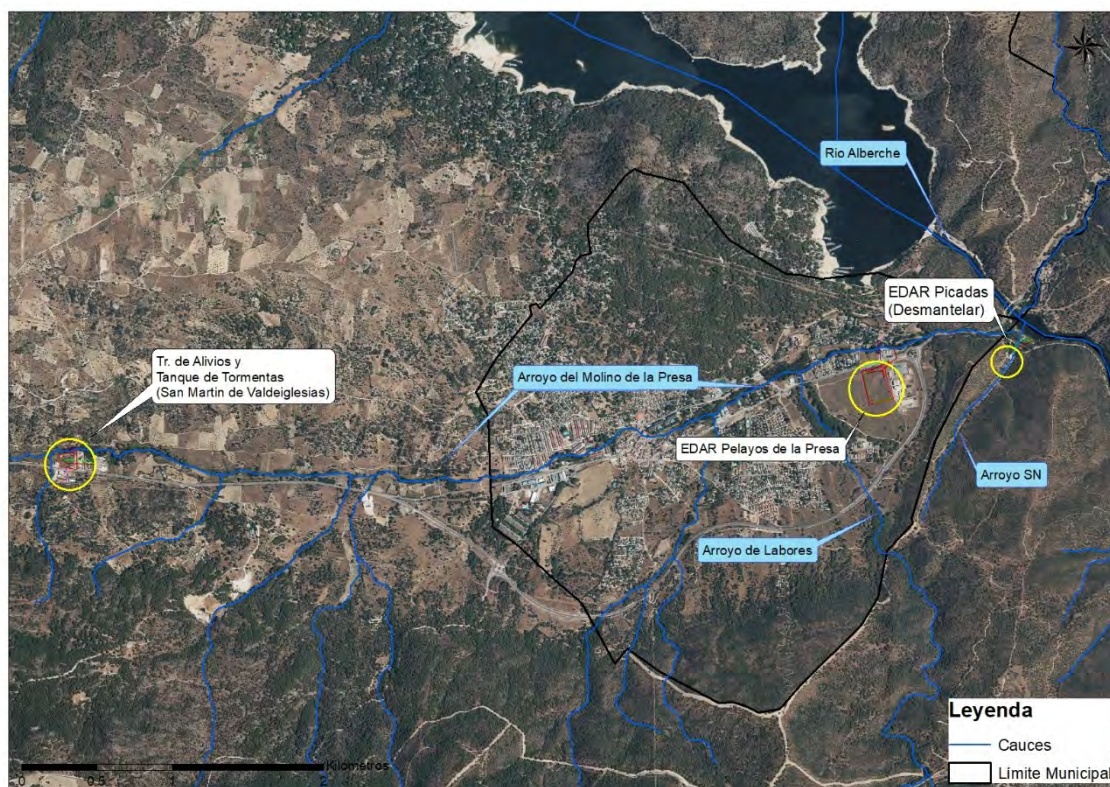 Rio Alberche
EDAR Picadas
(Desmantelar)
Tr. de Alivios y
Tanque de Tormentas
(San Martin de Valdeiglesias)
Arroyo del Molino de la Presa
EDAR Pelayos de la Presa
Arroyo SN
Arroyo de Labores
Leyenda
Cauces
Límite Municipal
Kilómetros
0 0,5 1 2